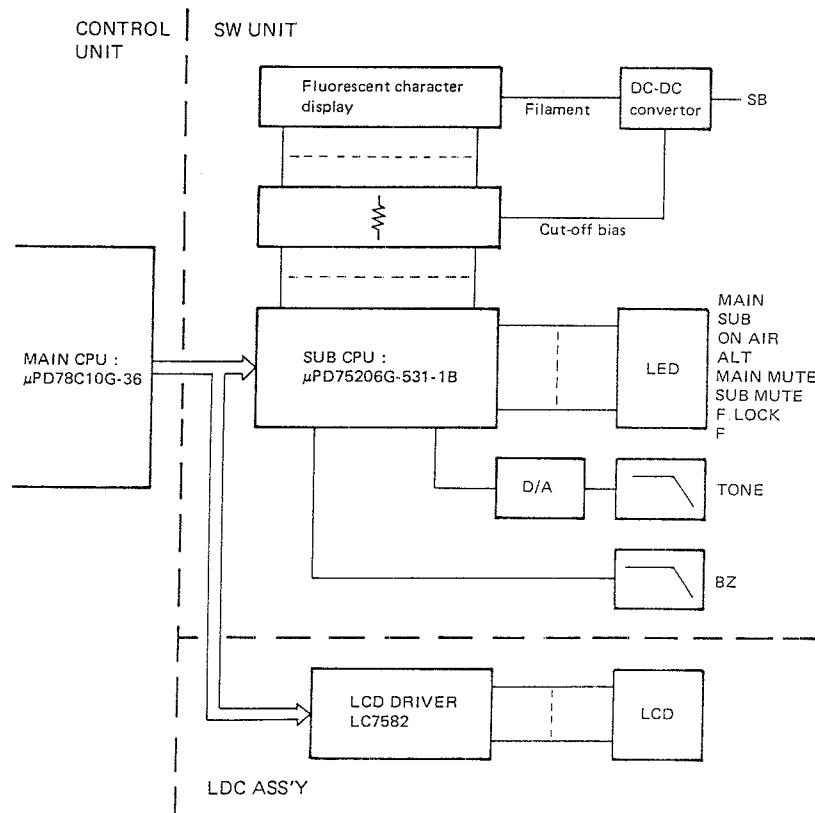 CONTROL
UNIT
SW UNIT
Fluorescent character
display
Filament
DC-DC
convertor
SB
Cut-off bias
MAIN CPU :
μPD78C10G-36
SUB CPU :
μPD75206G-531-1B
LED
MAIN
SUB
ON AIR
ALT
MAIN MUTE
SUB MUTE
F.LOCK
F
D/A
TONE
BZ
LCD DRIVER
LC7582
LCD
LDC ASS'Y